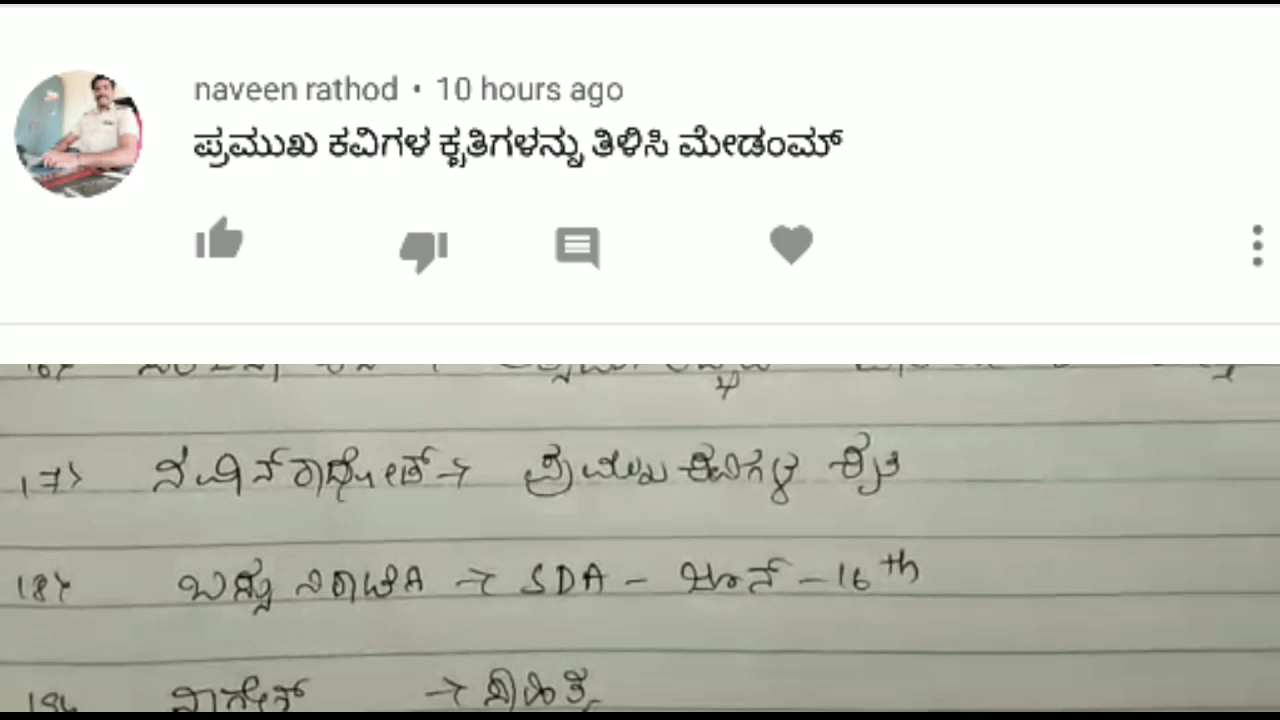 naveen rathod • 10 hours ago
ಪ್ರಮುಖ ಕವಿಗಳ ಕೃತಿಗಳನ್ನು ತಿಳಿಸಿ ಮೇಡಂಮ್
17> ನವೀನ್ ರಾಥೋಡ್ → ಪ್ರಮುಖ ಕವಿಗಳ ಕೃತಿ
18> → SDA - ಜೂನ್ - 16th
→ ಸಾಹಿತ್ಯ